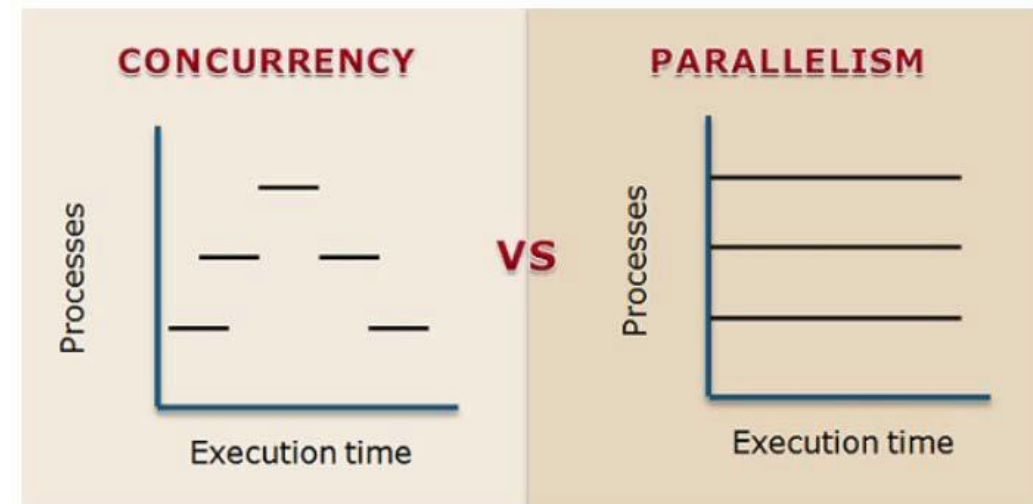 CONCURRENCY
Processes
Execution time
VS
PARALLELISM
Processes
Execution time